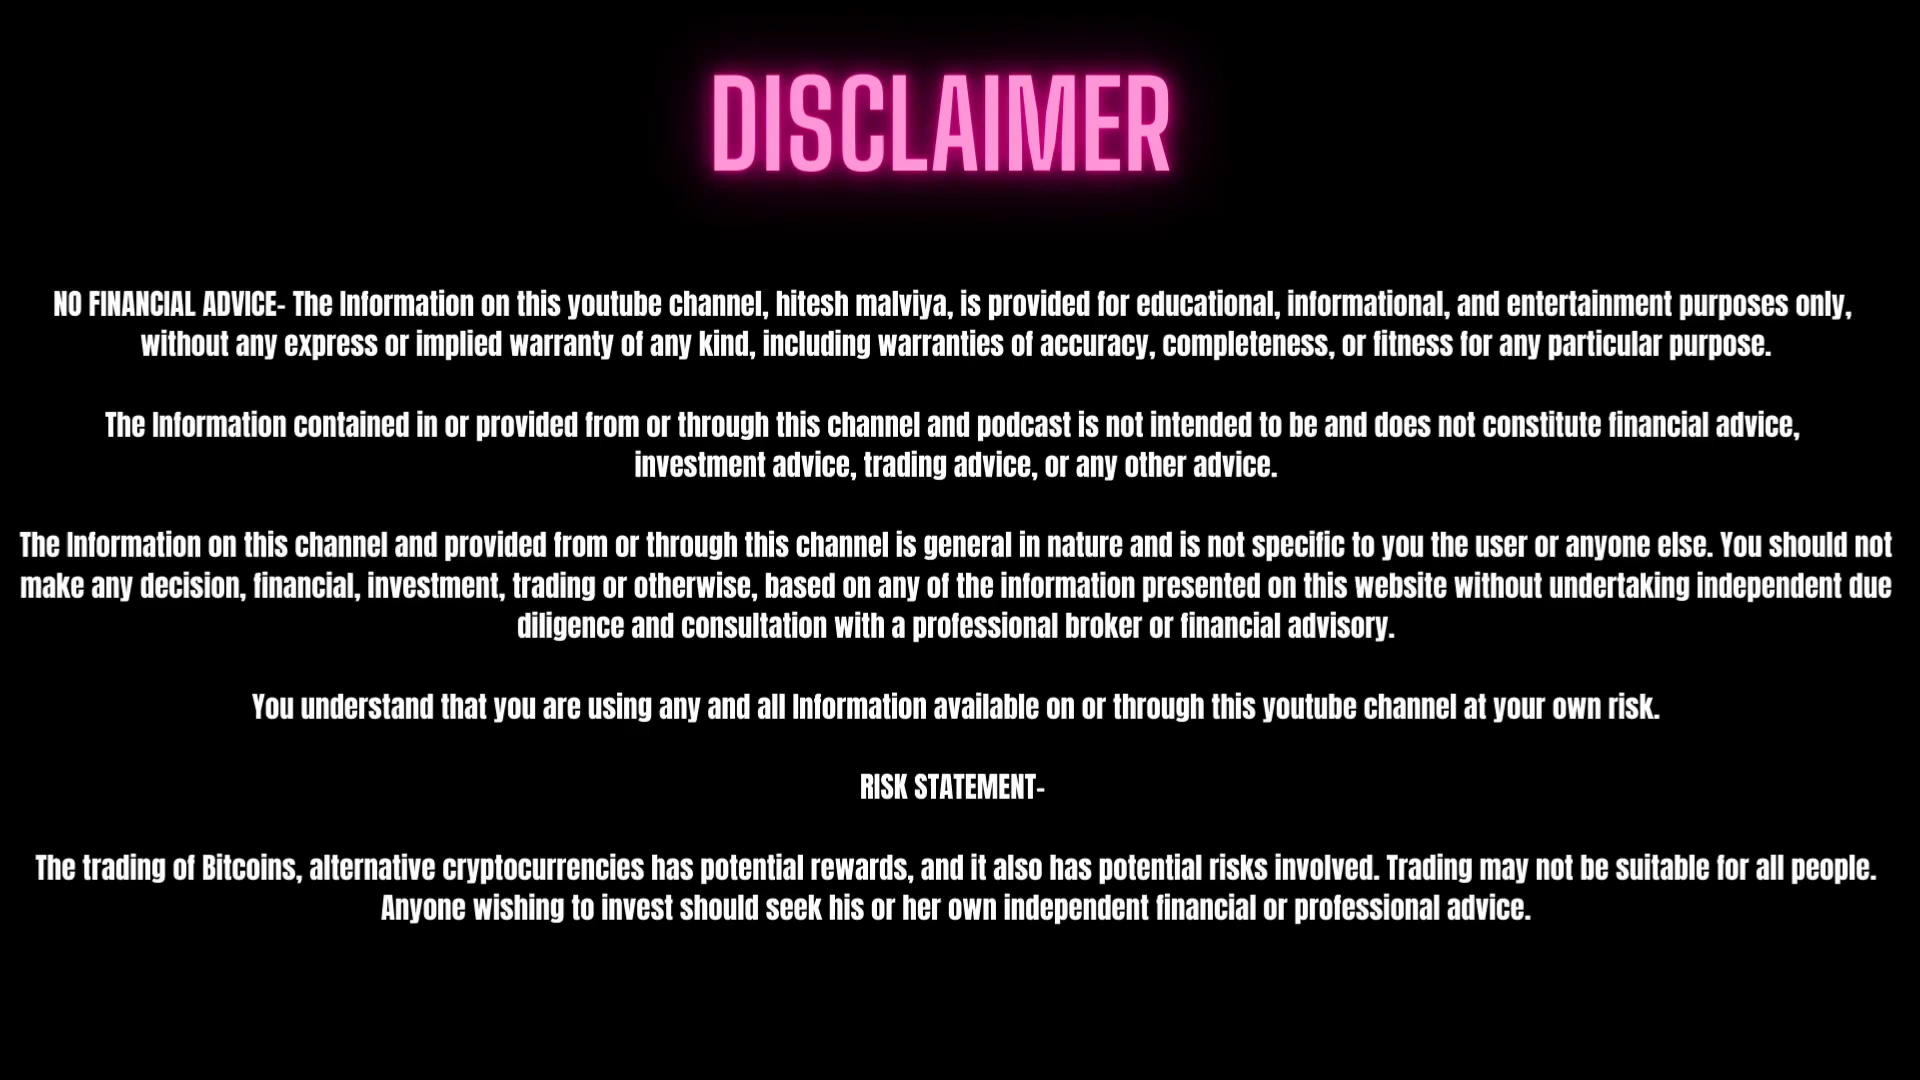 DISCLAIMER
NO FINANCIAL ADVICE- The Information on this youtube channel, hitesh malviya, is provided for educational, informational, and entertainment purposes only,
without any express or implied warranty of any kind, including warranties of accuracy, completeness, or fitness for any particular purpose.
The Information contained in or provided from or through this channel and podcast is not intended to be and does not constitute financial advice,
investment advice, trading advice, or any other advice.
The Information on this channel and provided from or through this channel is general in nature and is not specific to you the user or anyone else. You should not
make any decision, financial, investment, trading or otherwise, based on any of the information presented on this website without undertaking independent due
diligence and consultation with a professional broker or financial advisory.
You understand that you are using any and all Information available on or through this youtube channel at your own risk.
RISK STATEMENT-
The trading of Bitcoins, alternative cryptocurrencies has potential rewards, and it also has potential risks involved. Trading may not be suitable for all people.
Anyone wishing to invest should seek his or her own independent financial or professional advice.